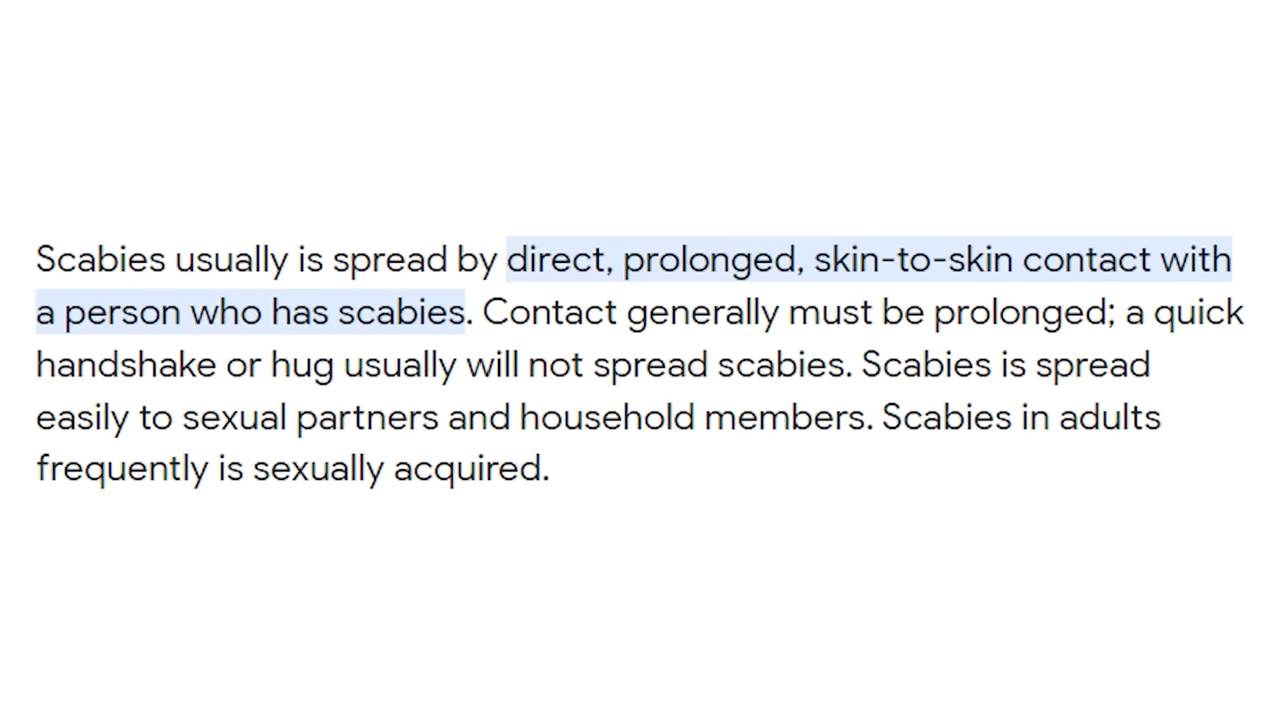 Scabies usually is spread by direct, prolonged, skin-to-skin contact with
a person who has scabies. Contact generally must be prolonged; a quick
handshake or hug usually will not spread scabies. Scabies is spread
easily to sexual partners and household members. Scabies in adults
frequently is sexually acquired.